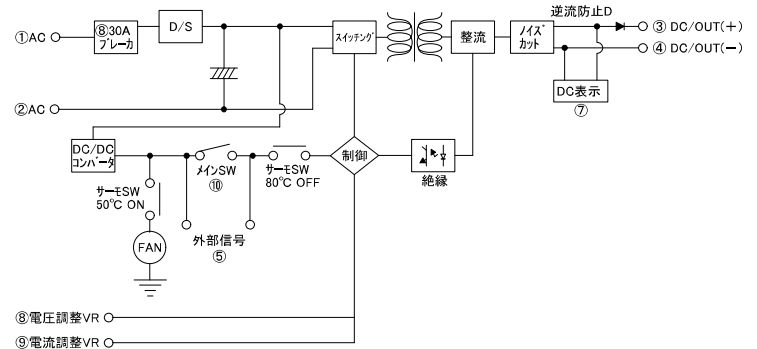 ①AC
⑧30A
ブレーカ
D/S
スイッチング
整流
ノイズ
カット
逆流防止D
③ DC/OUT(+)
④ DC/OUT(−)
DC表示
⑦
②AC
DC/DC
コンバータ
メインSW
⑩
サーモSW
80℃ OFF
制御
絶縁
サーモSW
50℃ ON
FAN
外部信号
⑤
⑧電圧調整VR
⑨電流調整VR